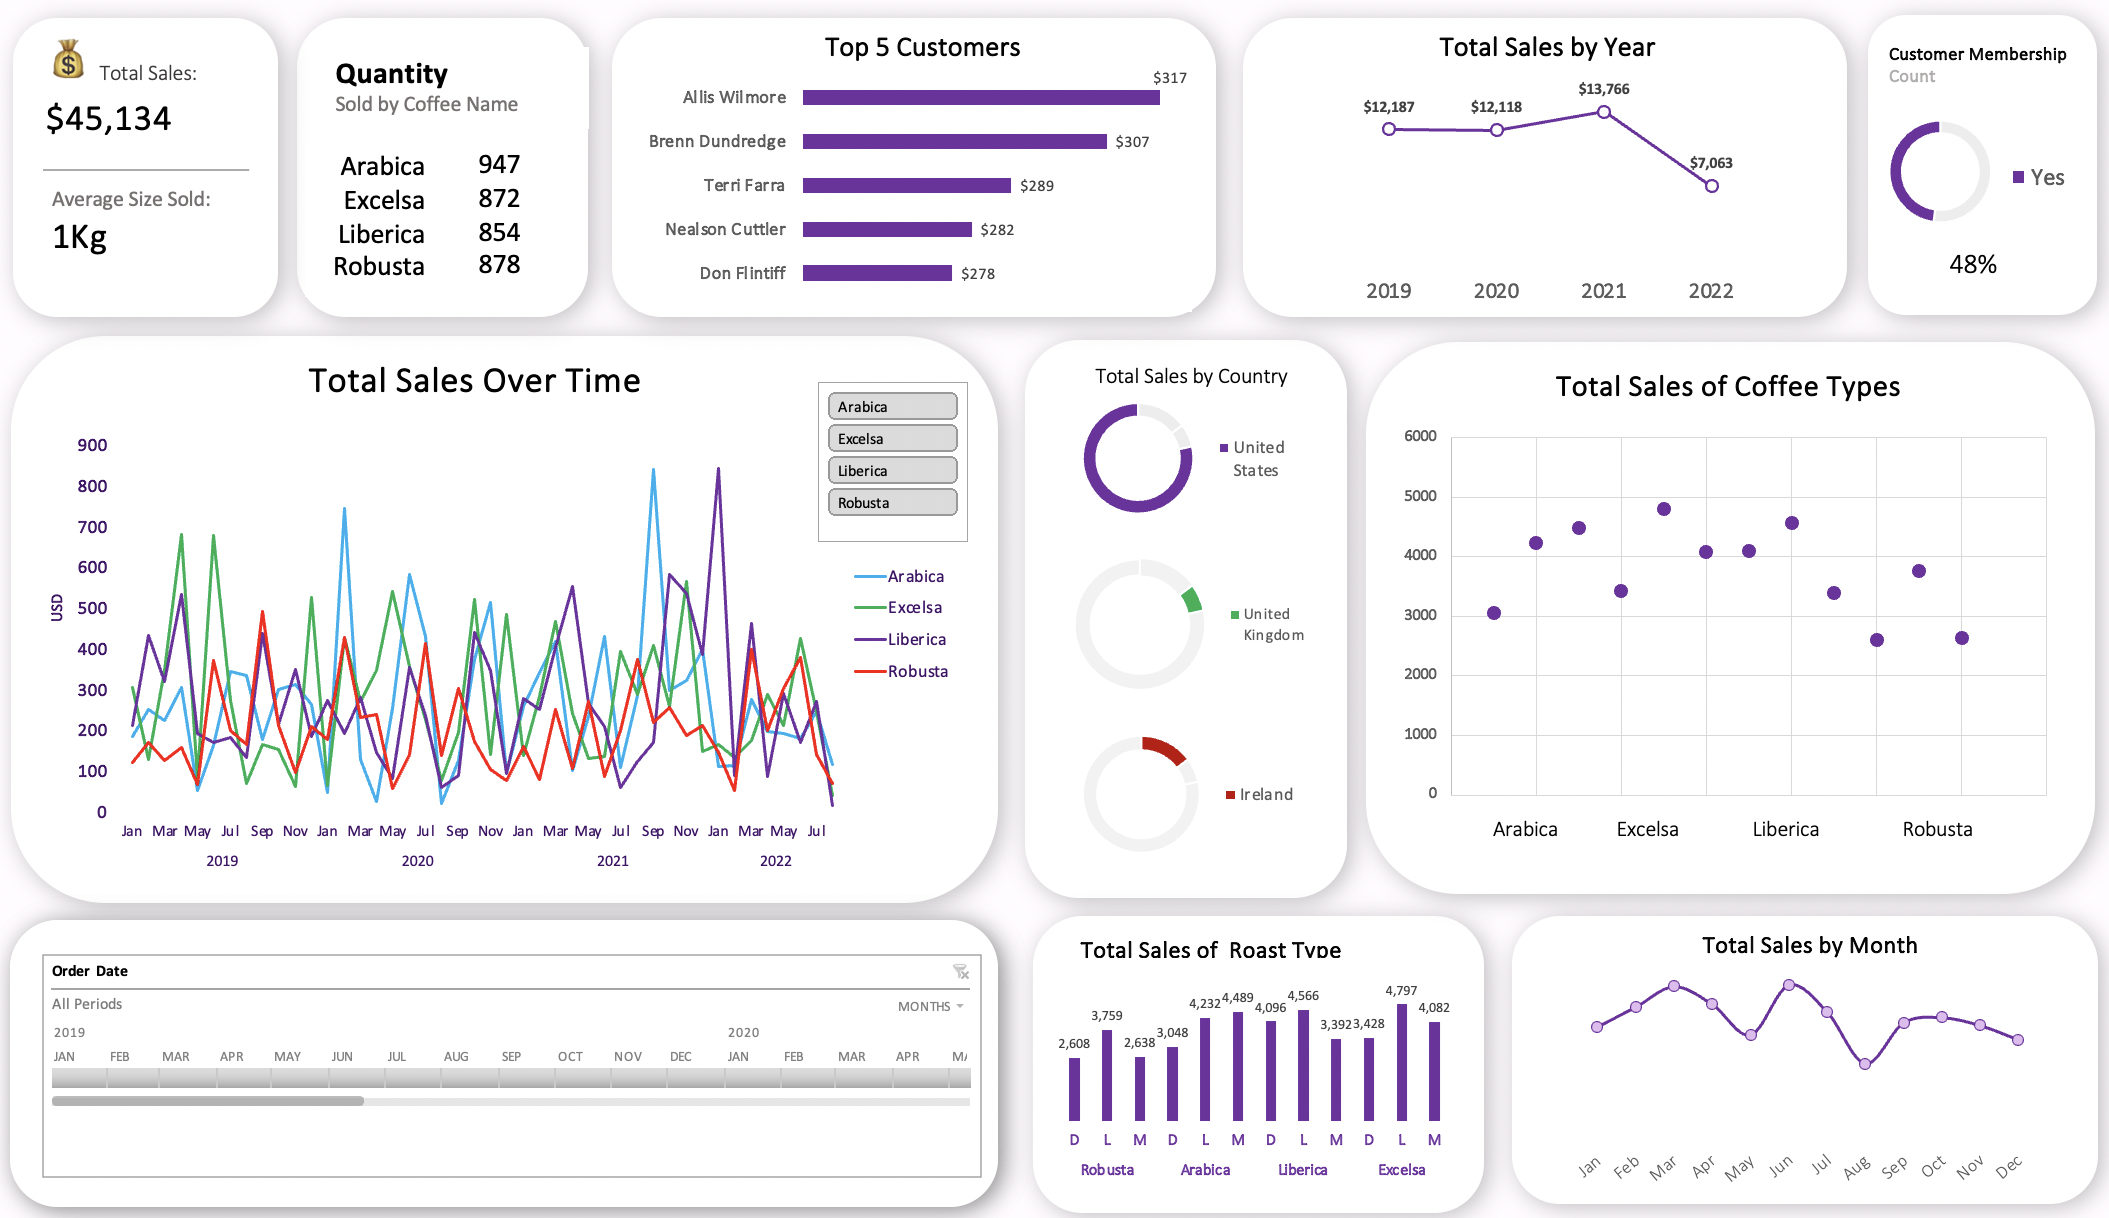 Total Sales:
$45,134
Average Size Sold:
1Kg
Quantity
Sold by Coffee Name
Arabica 947
Excelsa 872
Liberica 854
Robusta 878
Top 5 Customers
Allis Wilmore $317
Brenn Dundredge $307
Terri Farra $289
Nealson Cuttler $282
Don Flintiff $278
Total Sales by Year
$12,187 $12,118 $13,766 $7,063
2019 2020 2021 2022
Customer Membership
Count
Yes
48%
Total Sales Over Time
Arabica
Excelsa
Liberica
Robusta
USD
900
800
700
600
500
400
300
200
100
0
Jan Mar May Jul Sep Nov Jan Mar May Jul Sep Nov Jan Mar May Jul Sep Nov Jan Mar May Jul
2019 2020 2021 2022
Arabica
Excelsa
Liberica
Robusta
Total Sales by Country
United
States
United
Kingdom
Ireland
Total Sales of Coffee Types
6000
5000
4000
3000
2000
1000
0
Arabica Excelsa Liberica Robusta
Order Date
All Periods MONTHS
2019 2020
JAN FEB MAR APR MAY JUN JUL AUG SEP OCT NOV DEC JAN FEB MAR APR MA
Total Sales of Roast Type
2,608 3,759 2,638 3,048 4,232 4,489 4,096 4,566 3,392 3,428 4,797 4,082
D L M D L M D L M D L M
Robusta Arabica Liberica Excelsa
Total Sales by Month
Jan Feb Mar Apr May Jun Jul Aug Sep Oct Nov Dec